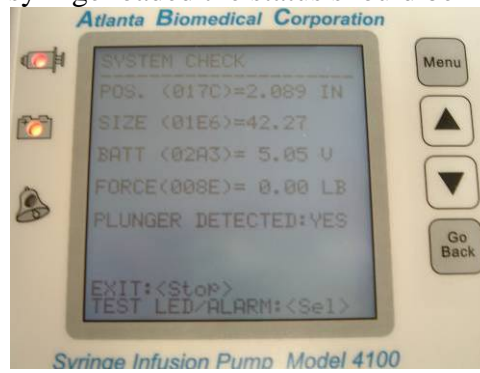 Atlanta Biomedical Corporation
SYSTEM CHECK
POS. (017C)=2.089 IN
SIZE (01E6)=42.27
BATT (02A3)= 5.05 V
FORCE(008E)= 0.00 LB
PLUNGER DETECTED:YES
EXIT:<Stop>
TEST LED/ALARM:<Sel>
Menu
Go
Back
Syringe Infusion Pump Model 4100